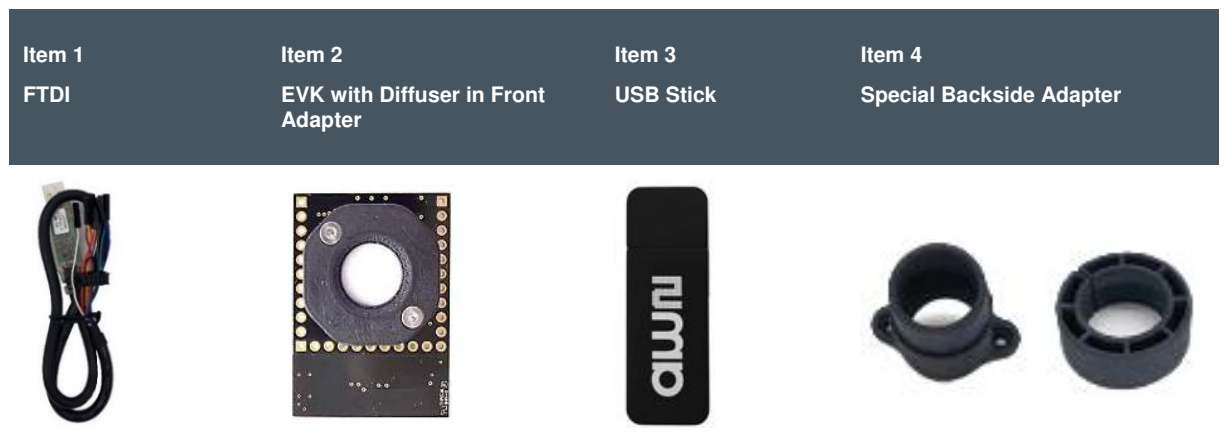 Item 1
Item 2
Item 3
Item 4
FTDI
EVK with Diffuser in Front
Adapter
USB Stick
Special Backside Adapter
amu